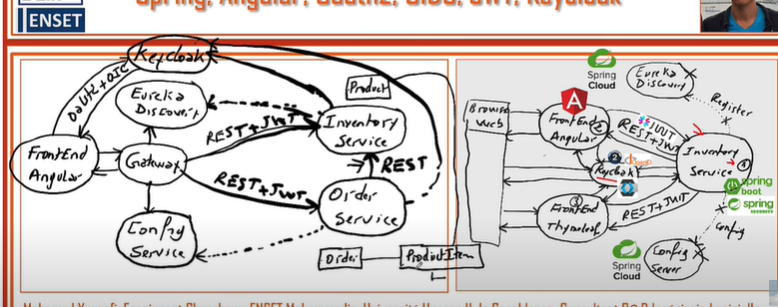 ENSET
Spring, Angular, Oauth2, OIDC, JWT, Keycloak
Keycloak
Eureka
Discovery
FrontEnd
Angular
Gateway
Config
Service
REST+JWT
REST+JWT
Product
Inventory
Service
REST
Order
Service
Order
ProductItem
Browser
web
Spring
Cloud
Eureka
Discovery
Register
FrontEnd
Angular
REST+JWT
Inventory
Service
Keycloak
spring
boot
spring
FrontEnd
Thymeleaf
REST+JWT
Config
Spring
Cloud
Config
Server